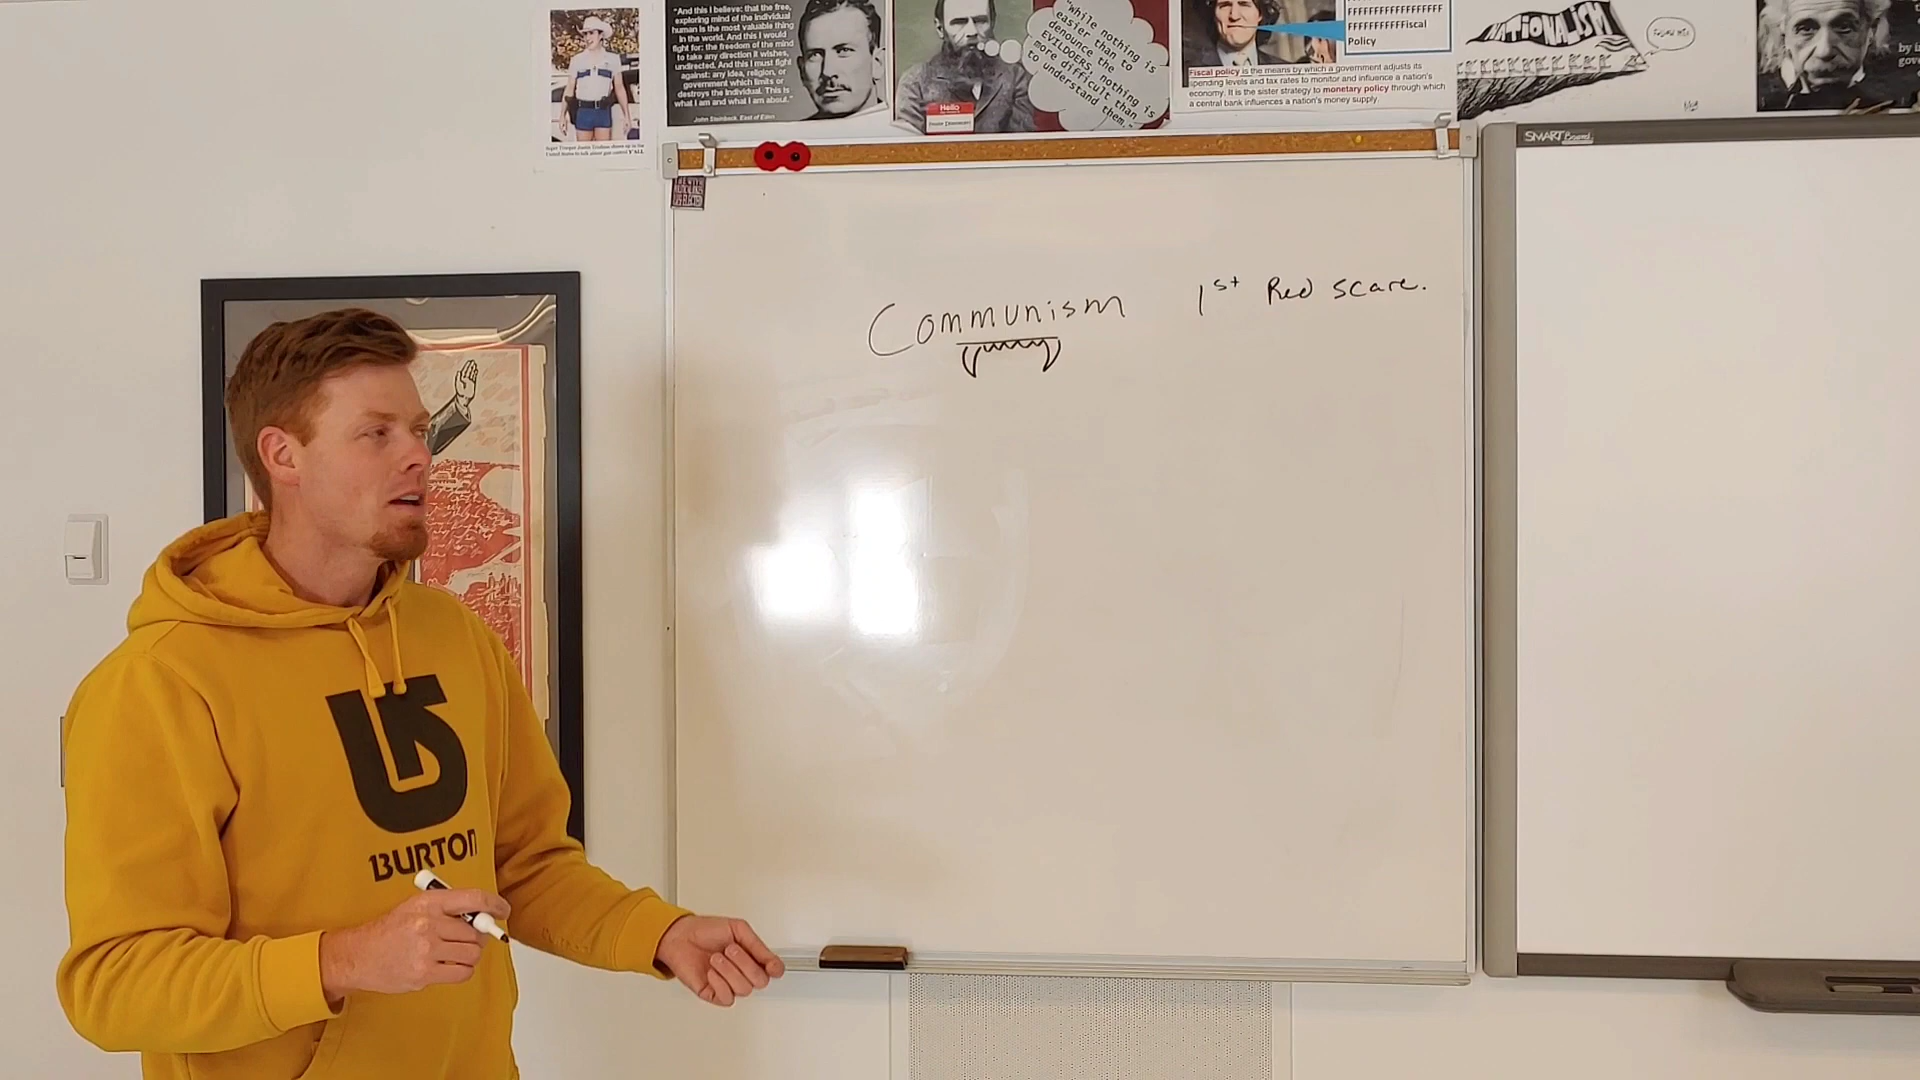 "And this I believe: that the free,
exploring mind of the individual
human is the most valuable thing
in the world. And this I would
fight for: the freedom of the mind
to take any direction it wishes,
undirected. And this I must fight
against: any idea, religion, or
government which limits or
destroys the individual. This is
what I am and what I am about."
John Steinbeck, East of Eden
Hello
"While nothing is
easier than to
denounce the
EVILDOERS, nothing is
more difficult than
to understand them."
FFFFFFFFFFFFFFFFFF
FFFFFFFFFFFFiscal
Policy
Fiscal policy is the means by which a government adjusts its
spending levels and tax rates to monitor and influence a nation's
economy. It is the sister strategy to monetary policy through which
a central bank influences a nation's money supply.
NATIONALISM
SMART Board
Communism
1st Red Scare.
BURTON